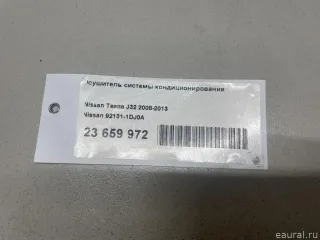 осушитель системы кондиционирования
Nissan Teana J32 2008-2013
Nissan 92131-1DJ0A
23 659 972
eaural.ru